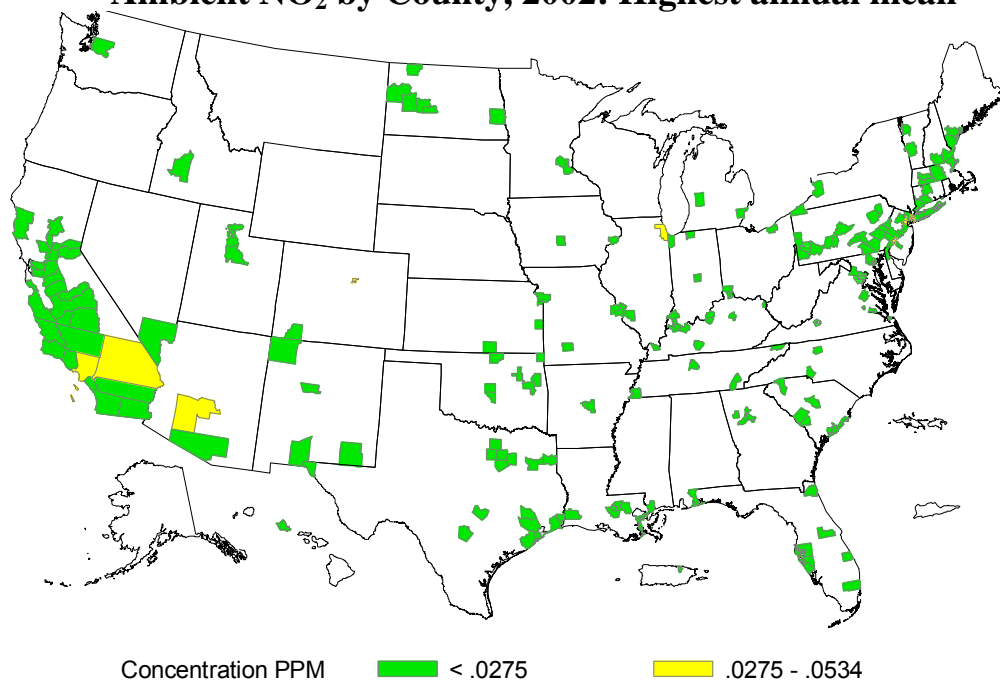 Ambient NO₂ by County, 2002: Highest annual mean
Concentration PPM < .0275 .0275 - .0534